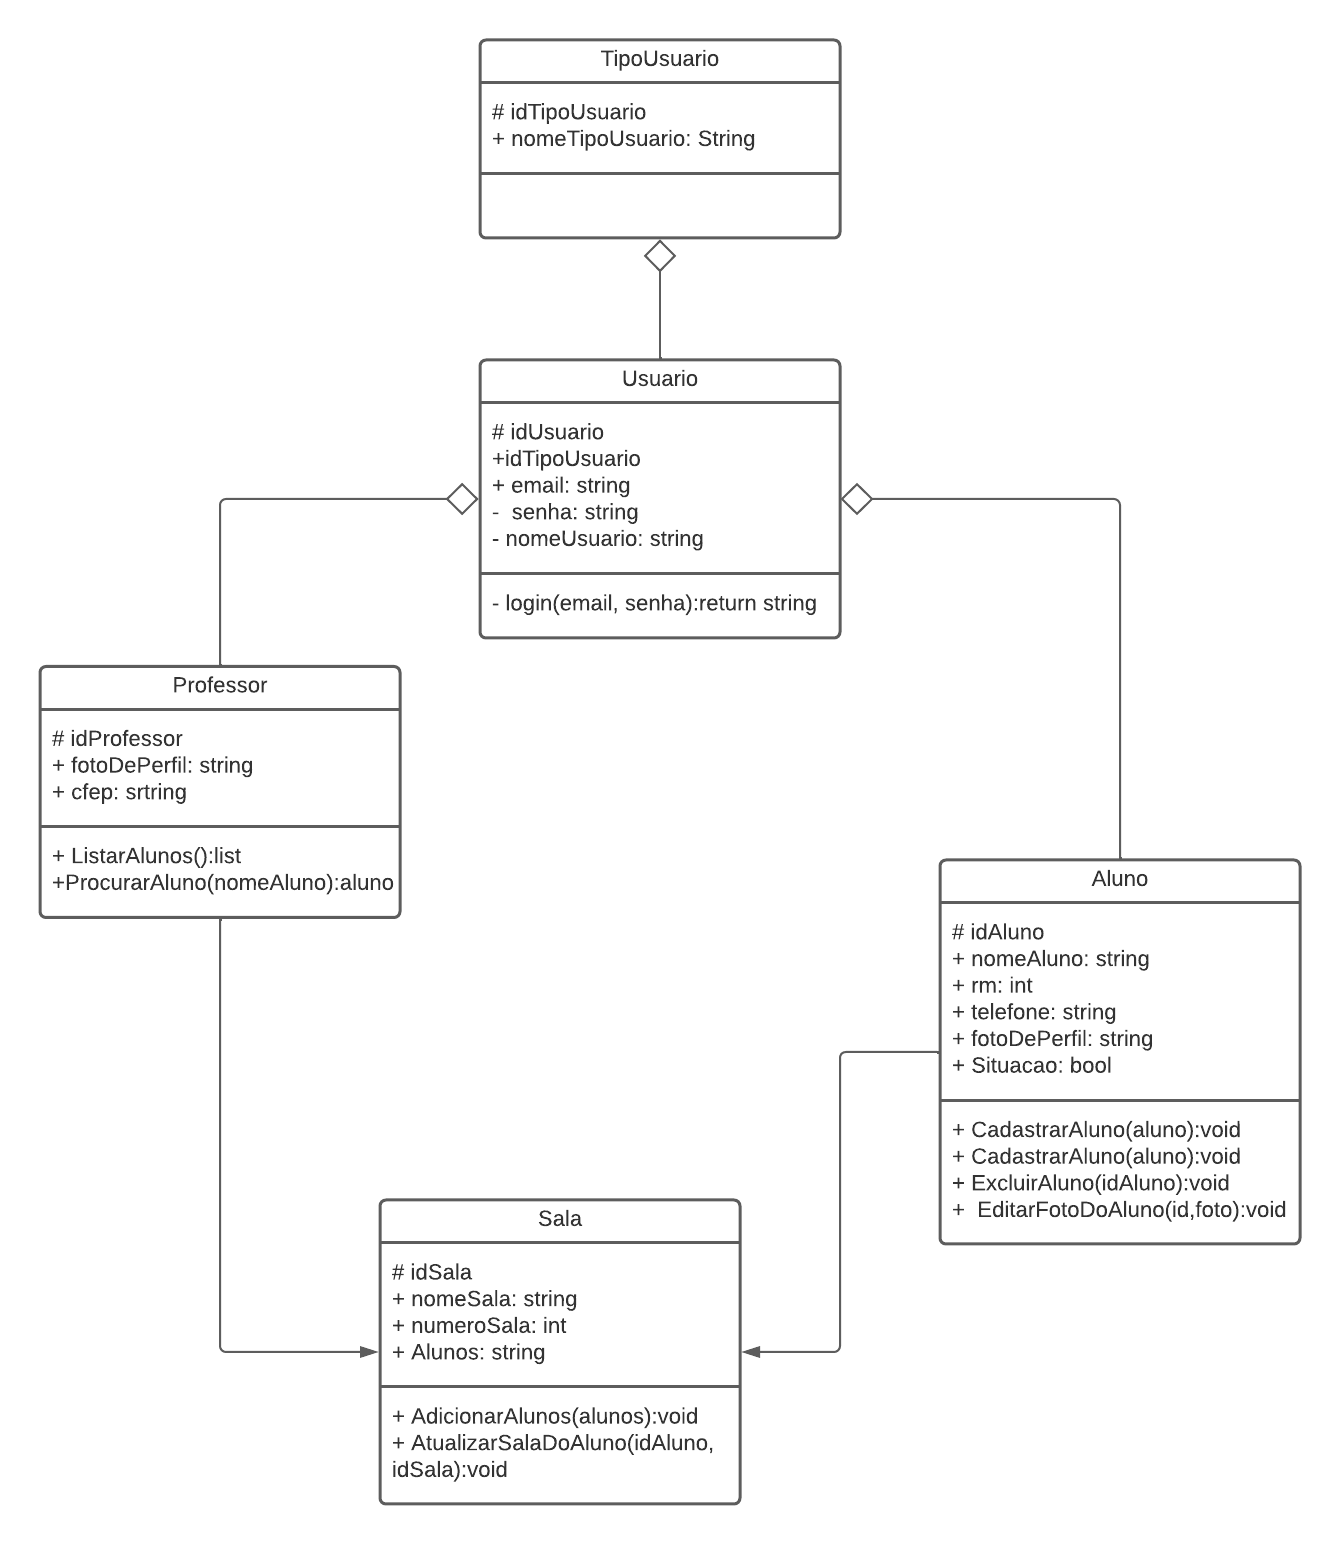 TipoUsuario
# idTipoUsuario
+ nomeTipoUsuario: String
Usuario
# idUsuario
+idTipoUsuario
+ email: string
-  senha: string
- nomeUsuario: string
- login(email, senha):return string
Professor
# idProfessor
+ fotoDePerfil: string
+ cfep: srtring
+ ListarAlunos():list
+ProcurarAluno(nomeAluno):aluno
Aluno
# idAluno
+ nomeAluno: string
+ rm: int
+ telefone: string
+ fotoDePerfil: string
+ Situacao: bool
+ CadastrarAluno(aluno):void
+ CadastrarAluno(aluno):void
+ ExcluirAluno(idAluno):void
+  EditarFotoDoAluno(id,foto):void
Sala
# idSala
+ nomeSala: string
+ numeroSala: int
+ Alunos: string
+ AdicionarAlunos(alunos):void
+ AtualizarSalaDoAluno(idAluno,
idSala):void